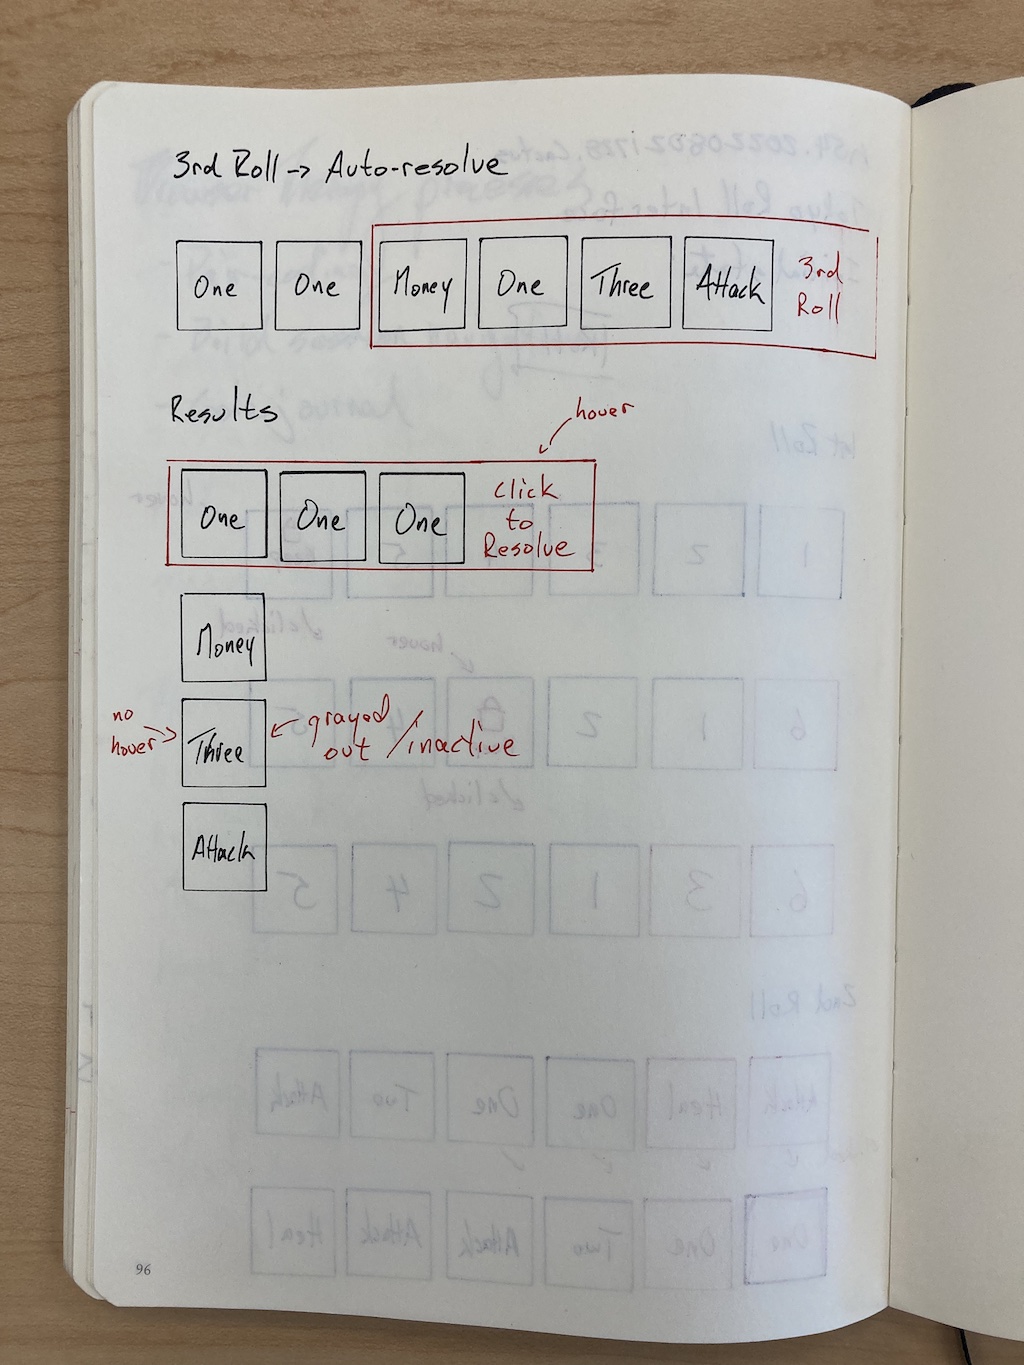 3rd Roll -> Auto-resolve
One One Money One Three Attack 3rd Roll
Results
hover
One One One Click to Resolve
Money
no hover Three grayed out / inactive
Attack
96